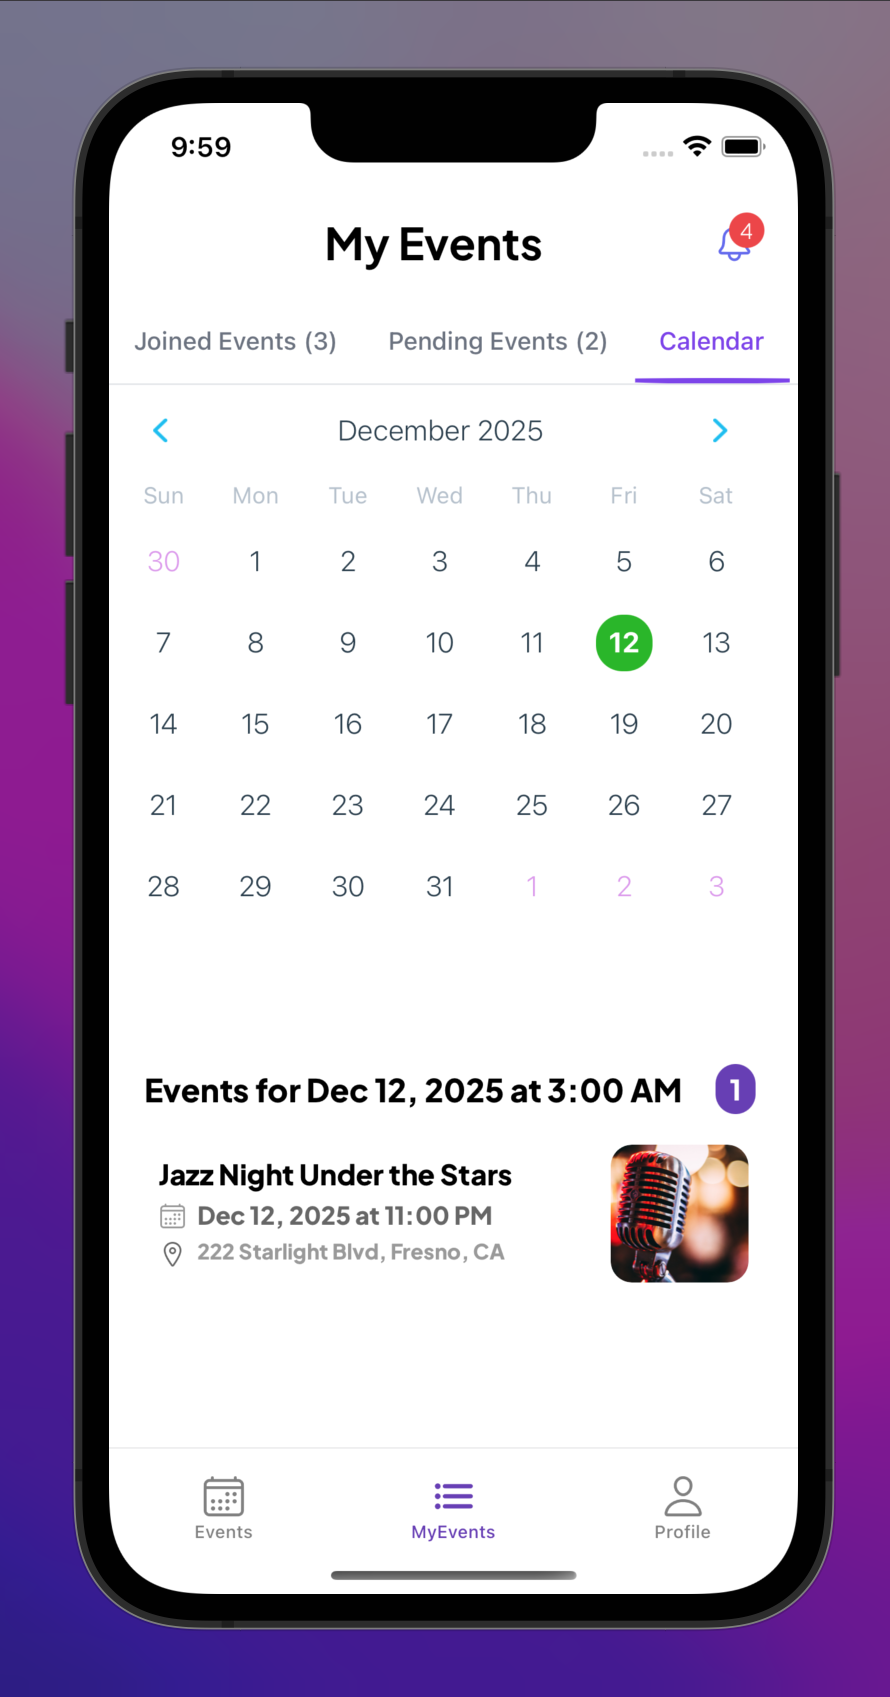 9:59
My Events
4
Joined Events (3) Pending Events (2) Calendar
December 2025
Sun Mon Tue Wed Thu Fri Sat
30 1 2 3 4 5 6
7 8 9 10 11 12 13
14 15 16 17 18 19 20
21 22 23 24 25 26 27
28 29 30 31 1 2 3
Events for Dec 12, 2025 at 3:00 AM 1
Jazz Night Under the Stars
Dec 12, 2025 at 11:00 PM
222 Starlight Blvd, Fresno, CA
Events MyEvents Profile